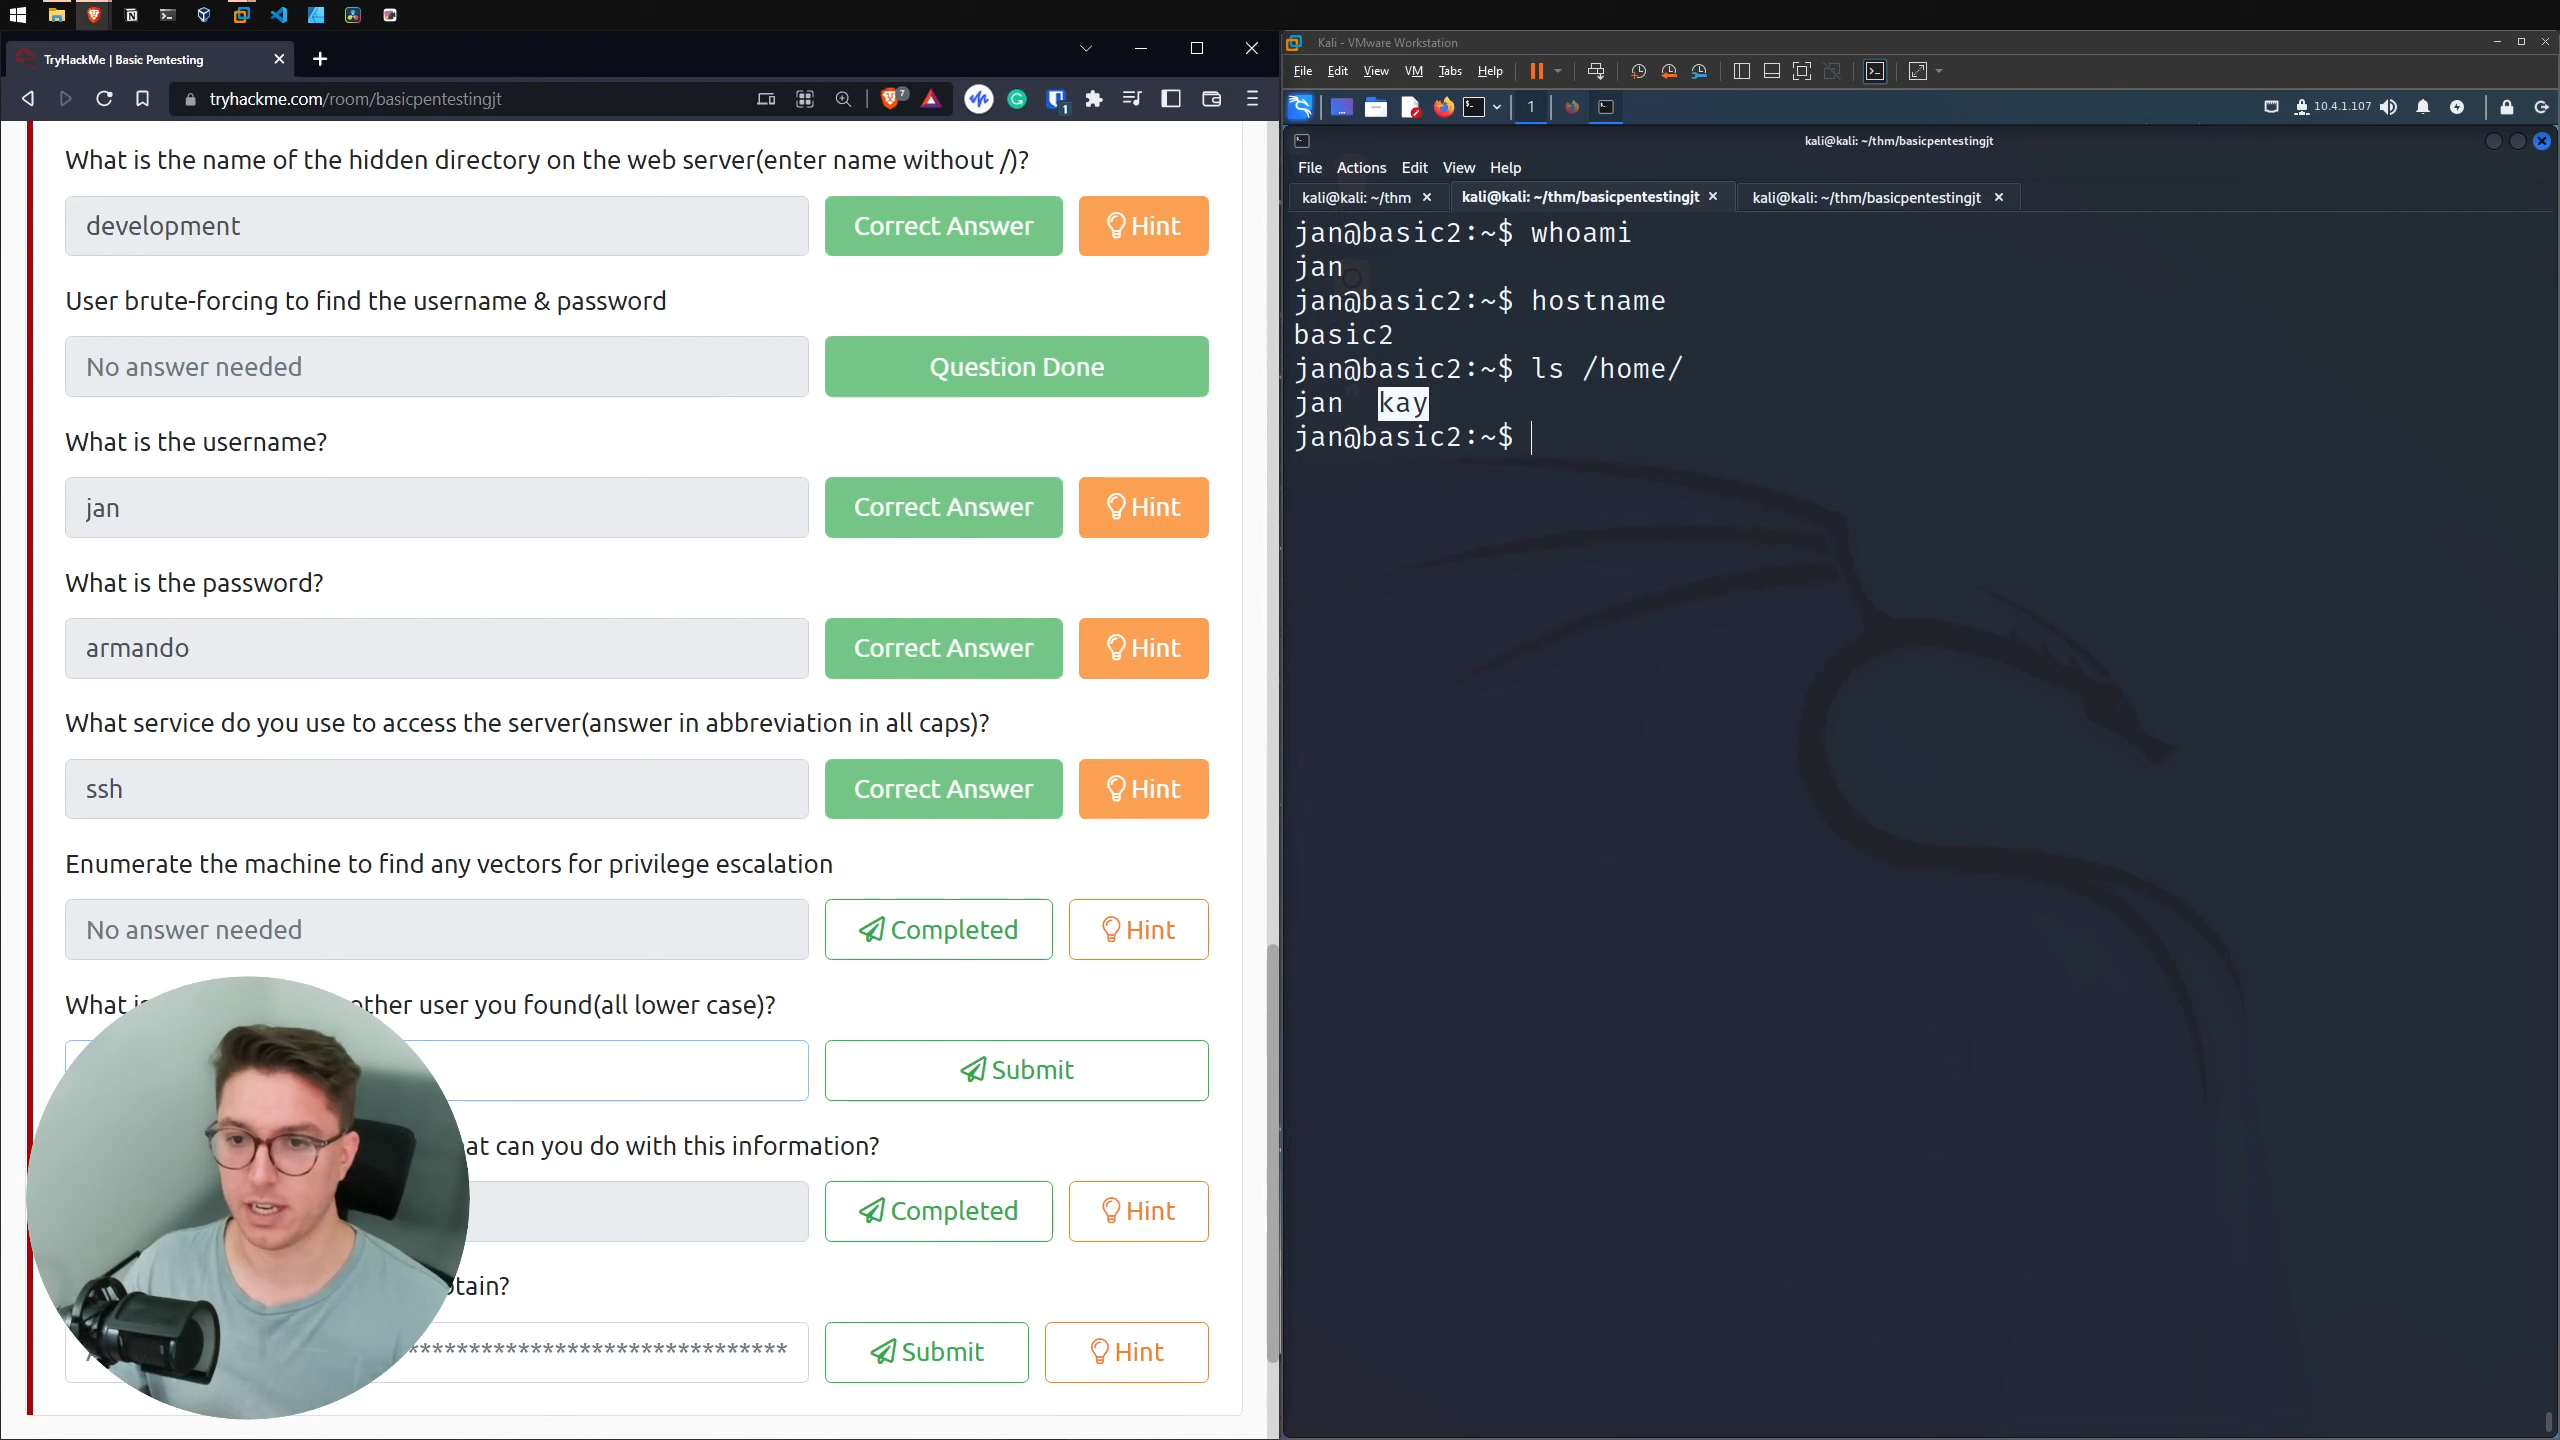 TryHackMe | Basic Pentesting
tryhackme.com/room/basicpentestingjt
7
1
What is the name of the hidden directory on the web server(enter name without /)?
development
Correct Answer
Hint
User brute-forcing to find the username & password
No answer needed
Question Done
What is the username?
jan
Correct Answer
Hint
What is the password?
armando
Correct Answer
Hint
What service do you use to access the server(answer in abbreviation in all caps)?
ssh
Correct Answer
Hint
Enumerate the machine to find any vectors for privilege escalation
No answer needed
Completed
Hint
What other user you found(all lower case)?
Submit
can you do with this information?
Completed
Hint
*******************************
Submit
Hint
Kali - VMware Workstation
File Edit View VM Tabs Help
1
10.4.1.107
kali@kali: ~/thm/basicpentestingjt
File Actions Edit View Help
kali@kali: ~/thm
kali@kali: ~/thm/basicpentestingjt
kali@kali: ~/thm/basicpentestingjt
jan@basic2:~$ whoami
jan
jan@basic2:~$ hostname
basic2
jan@basic2:~$ ls /home/
jan kay
jan@basic2:~$